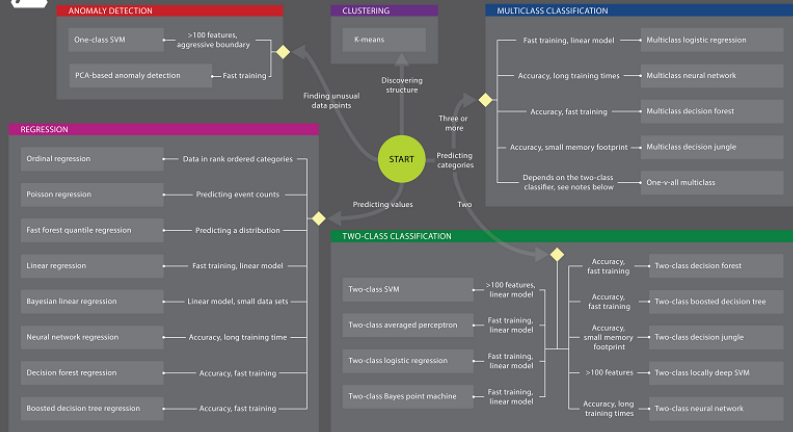 ANOMALY DETECTION
One-class SVM
>100 features,
aggressive boundary
PCA-based anomaly detection
Fast training
CLUSTERING
K-means
MULTICLASS CLASSIFICATION
Fast training, linear model
Multiclass logistic regression
Accuracy, long training times
Multiclass neural network
Accuracy, fast training
Multiclass decision forest
Accuracy, small memory footprint
Multiclass decision jungle
Depends on the two-class
classifier, see notes below
One-v-all multiclass
Finding unusual
data points
Discovering
structure
Three or
more
START
Predicting
categories
Predicting values
Two
REGRESSION
Ordinal regression
Data in rank ordered categories
Poisson regression
Predicting event counts
Fast forest quantile regression
Predicting a distribution
Linear regression
Fast training, linear model
Bayesian linear regression
Linear model, small data sets
Neural network regression
Accuracy, long training time
Decision forest regression
Accuracy, fast training
Boosted decision tree regression
Accuracy, fast training
TWO-CLASS CLASSIFICATION
Two-class SVM
>100 features,
linear model
Two-class averaged perceptron
Fast training,
linear model
Two-class logistic regression
Fast training,
linear model
Two-class Bayes point machine
Fast training,
linear model
Accuracy,
fast training
Two-class decision forest
Accuracy,
fast training
Two-class boosted decision tree
Accuracy,
small memory
footprint
Two-class decision jungle
>100 features
Two-class locally deep SVM
Accuracy, long
training times
Two-class neural network